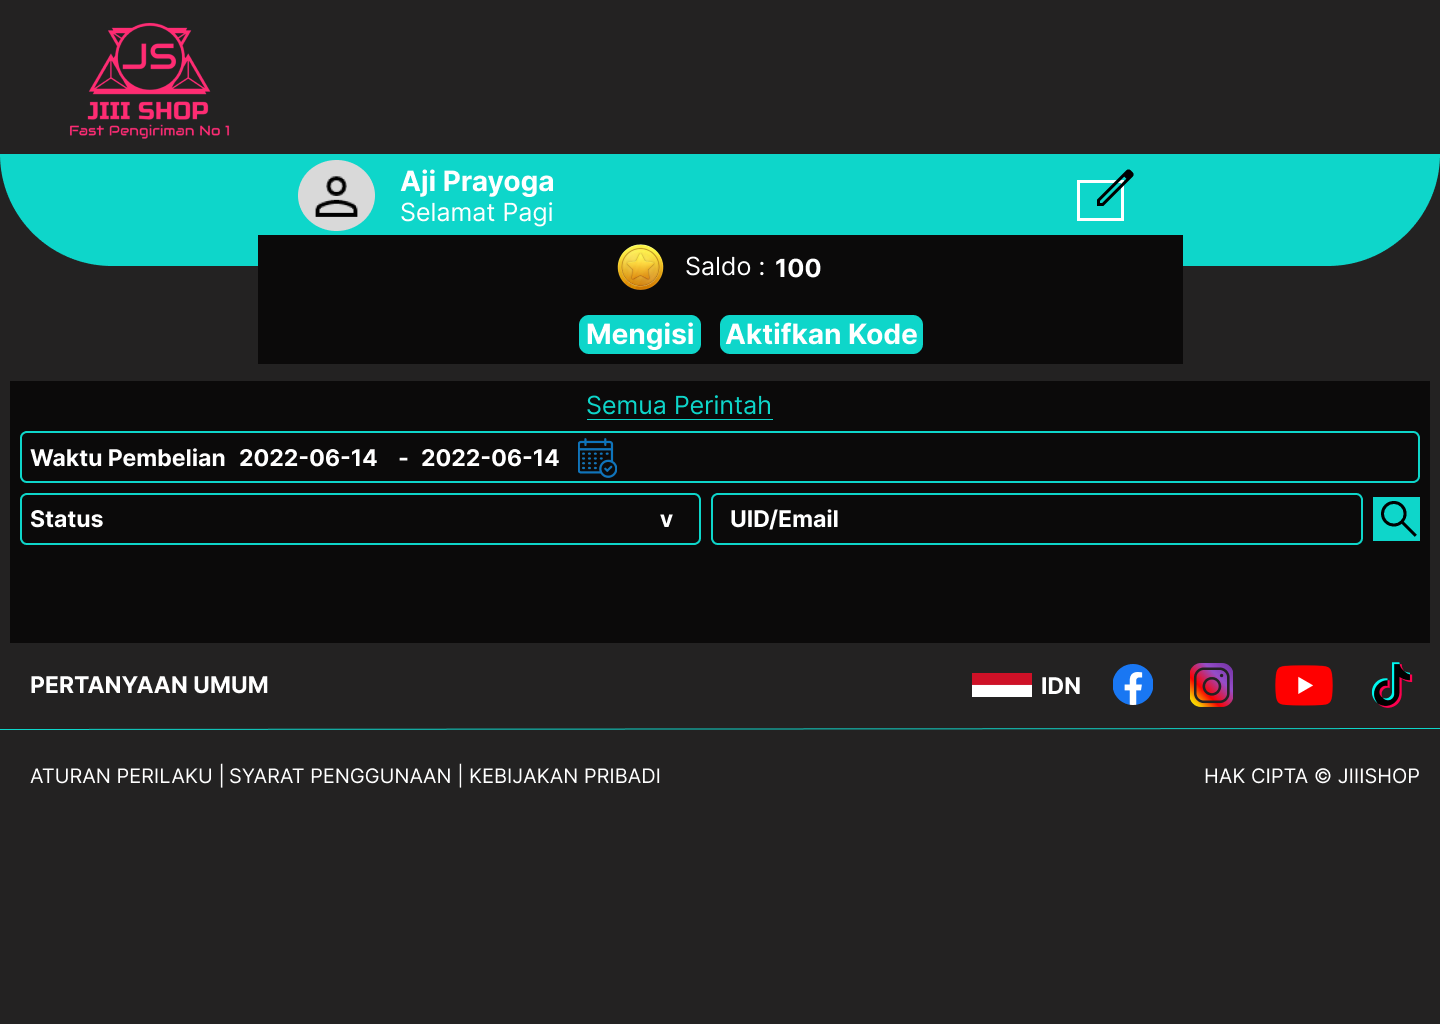 JS
JIII SHOP
Fast Pengiriman No 1
Aji Prayoga
Selamat Pagi
Saldo : 100
Mengisi Aktifkan Kode
Semua Perintah
Waktu Pembelian 2022-06-14 - 2022-06-14
Status v UID/Email
PERTANYAAN UMUM IDN
ATURAN PERILAKU | SYARAT PENGGUNAAN | KEBIJAKAN PRIBADI HAK CIPTA © JIIISHOP